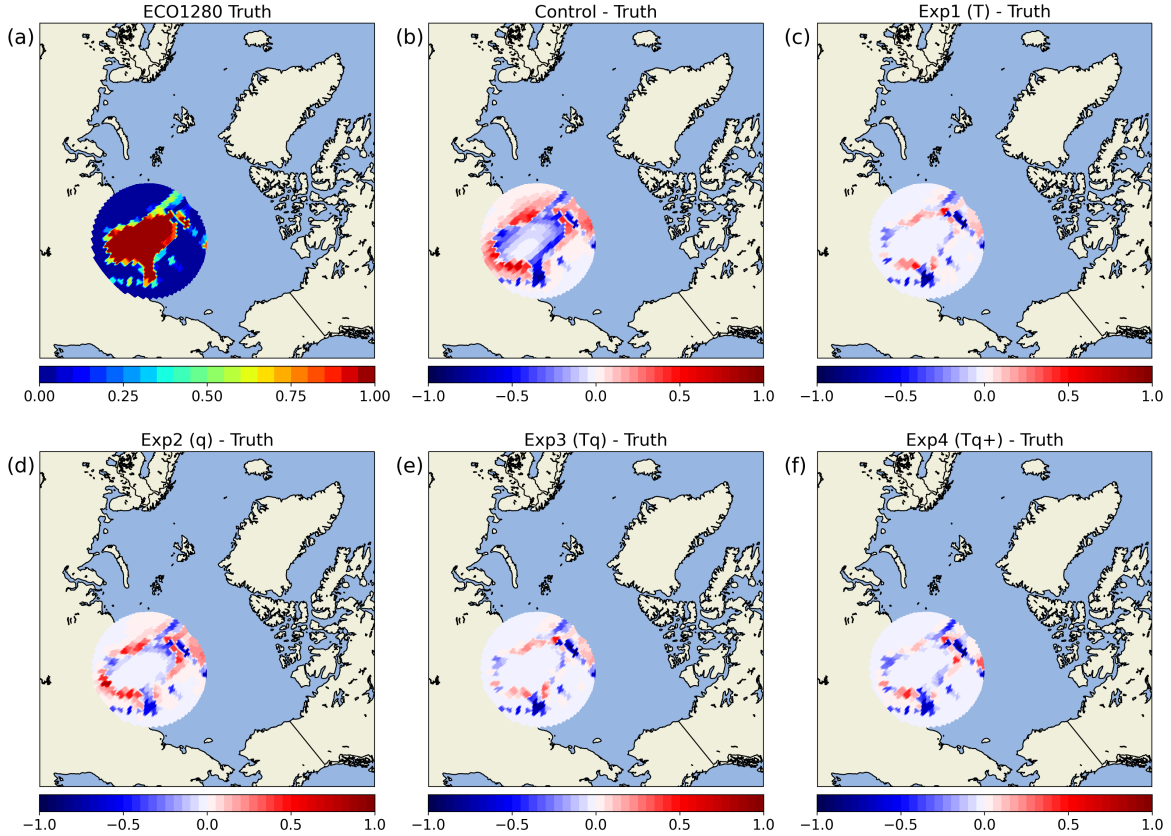 ECO1280 Truth
Control - Truth
Exp1 (T) - Truth
(a)
(b)
(c)
0.00 0.25 0.50 0.75 1.00
−1.0 −0.5 0.0 0.5 1.0
−1.0 −0.5 0.0 0.5 1.0
Exp2 (q) - Truth
Exp3 (Tq) - Truth
Exp4 (Tq+) - Truth
(d)
(e)
(f)
−1.0 −0.5 0.0 0.5 1.0
−1.0 −0.5 0.0 0.5 1.0
−1.0 −0.5 0.0 0.5 1.0